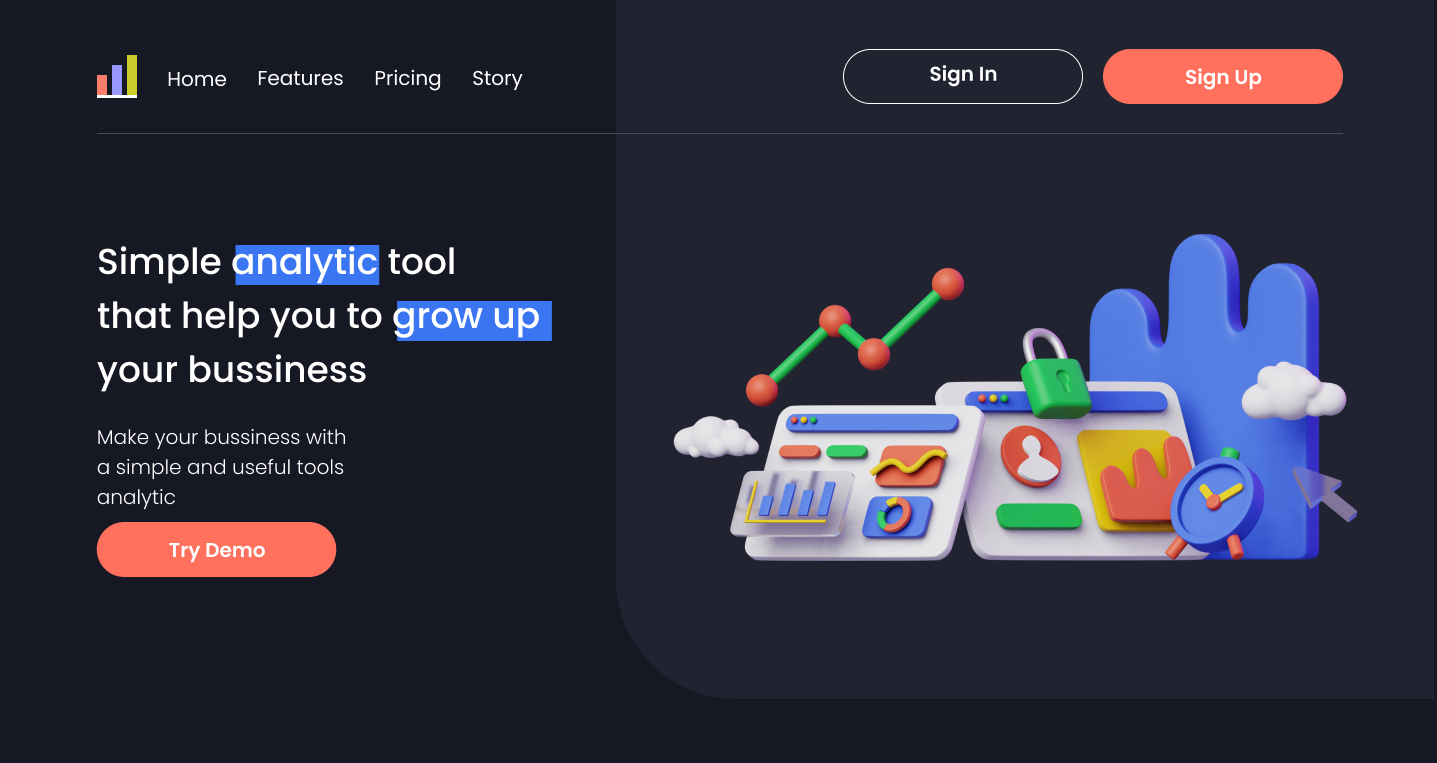 Home Features Pricing Story Sign In Sign Up
Simple analytic tool
that help you to grow up
your bussiness
Make your bussiness with
a simple and useful tools
analytic
Try Demo